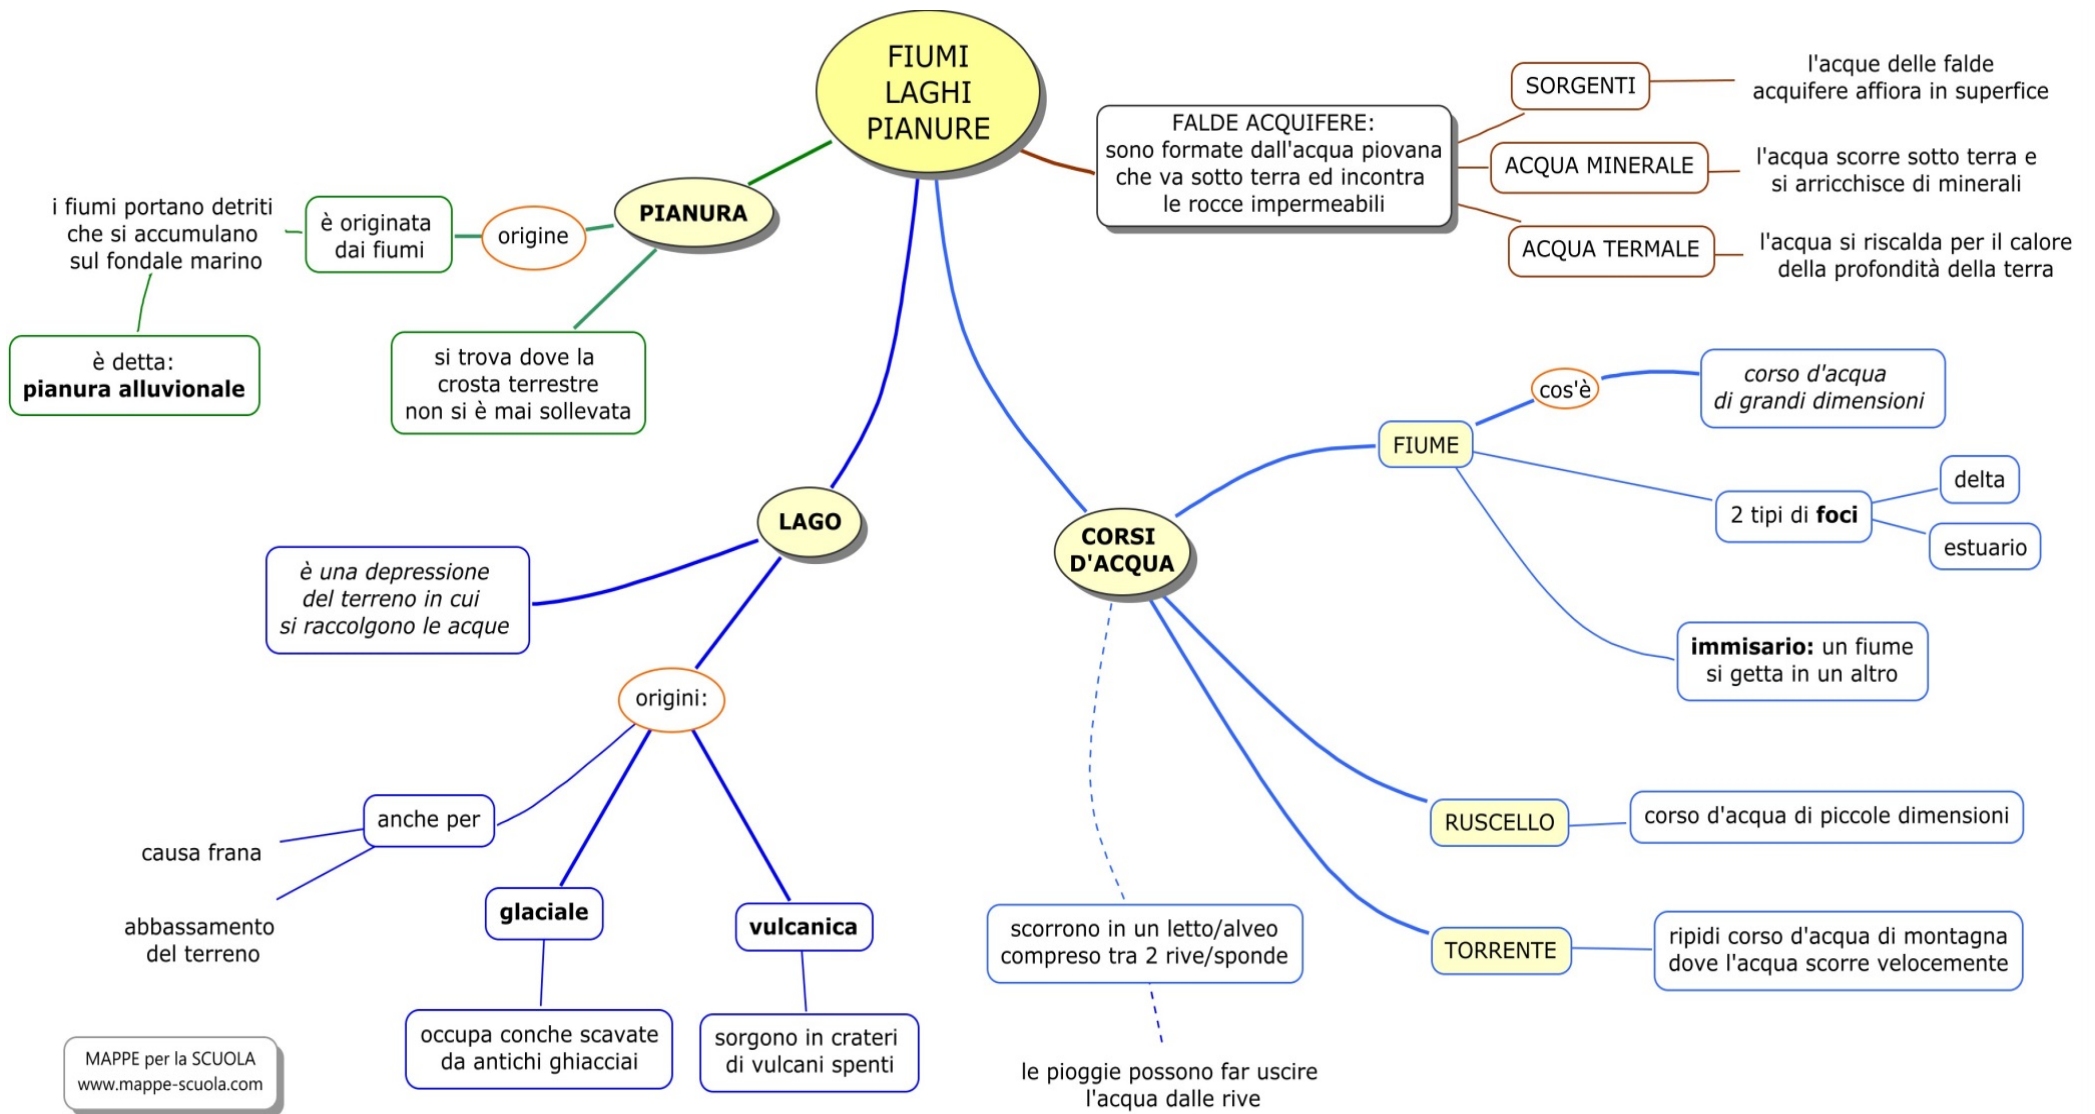 FIUMI
LAGHI
PIANURE
PIANURA
origine
è originata
dai fiumi
i fiumi portano detriti
che si accumulano
sul fondale marino
è detta:
pianura alluvionale
si trova dove la
crosta terrestre
non si è mai sollevata
FALDE ACQUIFERE:
sono formate dall'acqua piovana
che va sotto terra ed incontra
le rocce impermeabili
SORGENTI
l'acque delle falde
acquifere affiora in superfice
ACQUA MINERALE
l'acqua scorre sotto terra e
si arricchisce di minerali
ACQUA TERMALE
l'acqua si riscalda per il calore
della profondità della terra
LAGO
è una depressione
del terreno in cui
si raccolgono le acque
origini:
anche per
causa frana
abbassamento
del terreno
glaciale
occupa conche scavate
da antichi ghiacciai
vulcanica
sorgono in crateri
di vulcani spenti
CORSI
D'ACQUA
FIUME
cos'è
corso d'acqua
di grandi dimensioni
2 tipi di foci
delta
estuario
immisario: un fiume
si getta in un altro
RUSCELLO
corso d'acqua di piccole dimensioni
TORRENTE
ripidi corso d'acqua di montagna
dove l'acqua scorre velocemente
scorrono in un letto/alveo
compreso tra 2 rive/sponde
le pioggie possono far uscire
l'acqua dalle rive
MAPPE per la SCUOLA
www.mappe-scuola.com